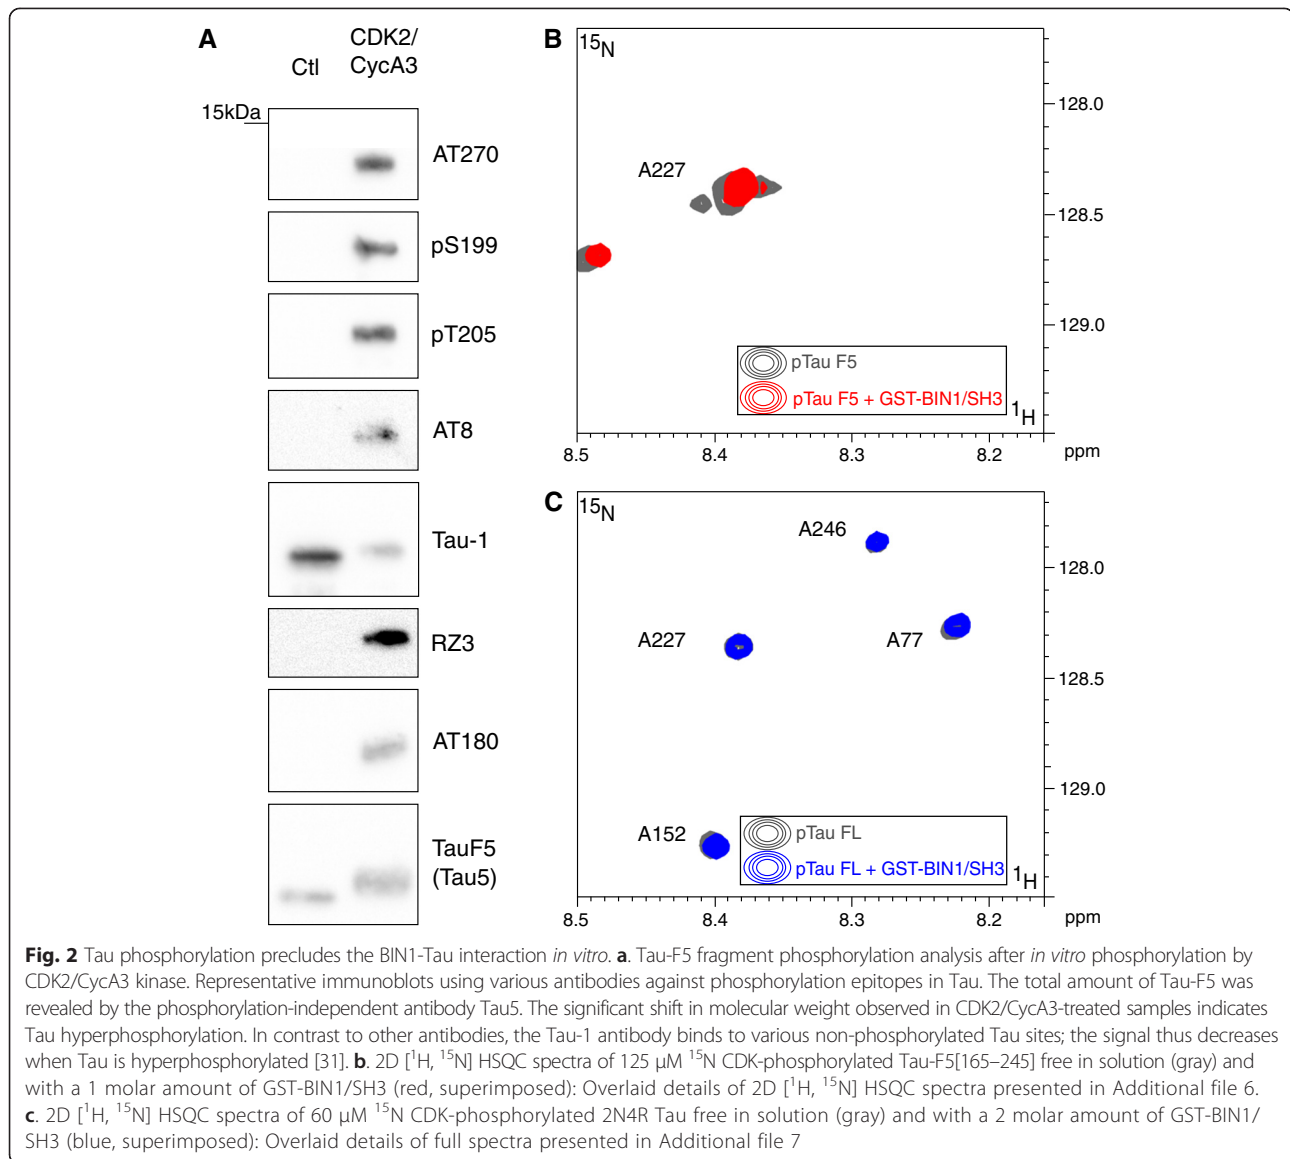 A
Ctl
CDK2/
CycA3
15kDa
AT270
pS199
pT205
AT8
Tau-1
RZ3
AT180
TauF5
(Tau5)
B
15N
A227
128.0
128.5
129.0
pTau F5
pTau F5 + GST-BIN1/SH3
1H
8.5
8.4
8.3
8.2
ppm
C
15N
A246
A227
A77
A152
128.0
128.5
129.0
pTau FL
pTau FL + GST-BIN1/SH3
1H
8.5
8.4
8.3
8.2
ppm
Fig. 2 Tau phosphorylation precludes the BIN1-Tau interaction in vitro. a. Tau-F5 fragment phosphorylation analysis after in vitro phosphorylation by
CDK2/CycA3 kinase. Representative immunoblots using various antibodies against phosphorylation epitopes in Tau. The total amount of Tau-F5 was
revealed by the phosphorylation-independent antibody Tau5. The significant shift in molecular weight observed in CDK2/CycA3-treated samples indicates
Tau hyperphosphorylation. In contrast to other antibodies, the Tau-1 antibody binds to various non-phosphorylated Tau sites; the signal thus decreases
when Tau is hyperphosphorylated [31]. b. 2D [1H, 15N] HSQC spectra of 125 μM 15N CDK-phosphorylated Tau-F5[165–245] free in solution (gray) and
with a 1 molar amount of GST-BIN1/SH3 (red, superimposed): Overlaid details of 2D [1H, 15N] HSQC spectra presented in Additional file 6.
c. 2D [1H, 15N] HSQC spectra of 60 μM 15N CDK-phosphorylated 2N4R Tau free in solution (gray) and with a 2 molar amount of GST-BIN1/
SH3 (blue, superimposed): Overlaid details of full spectra presented in Additional file 7